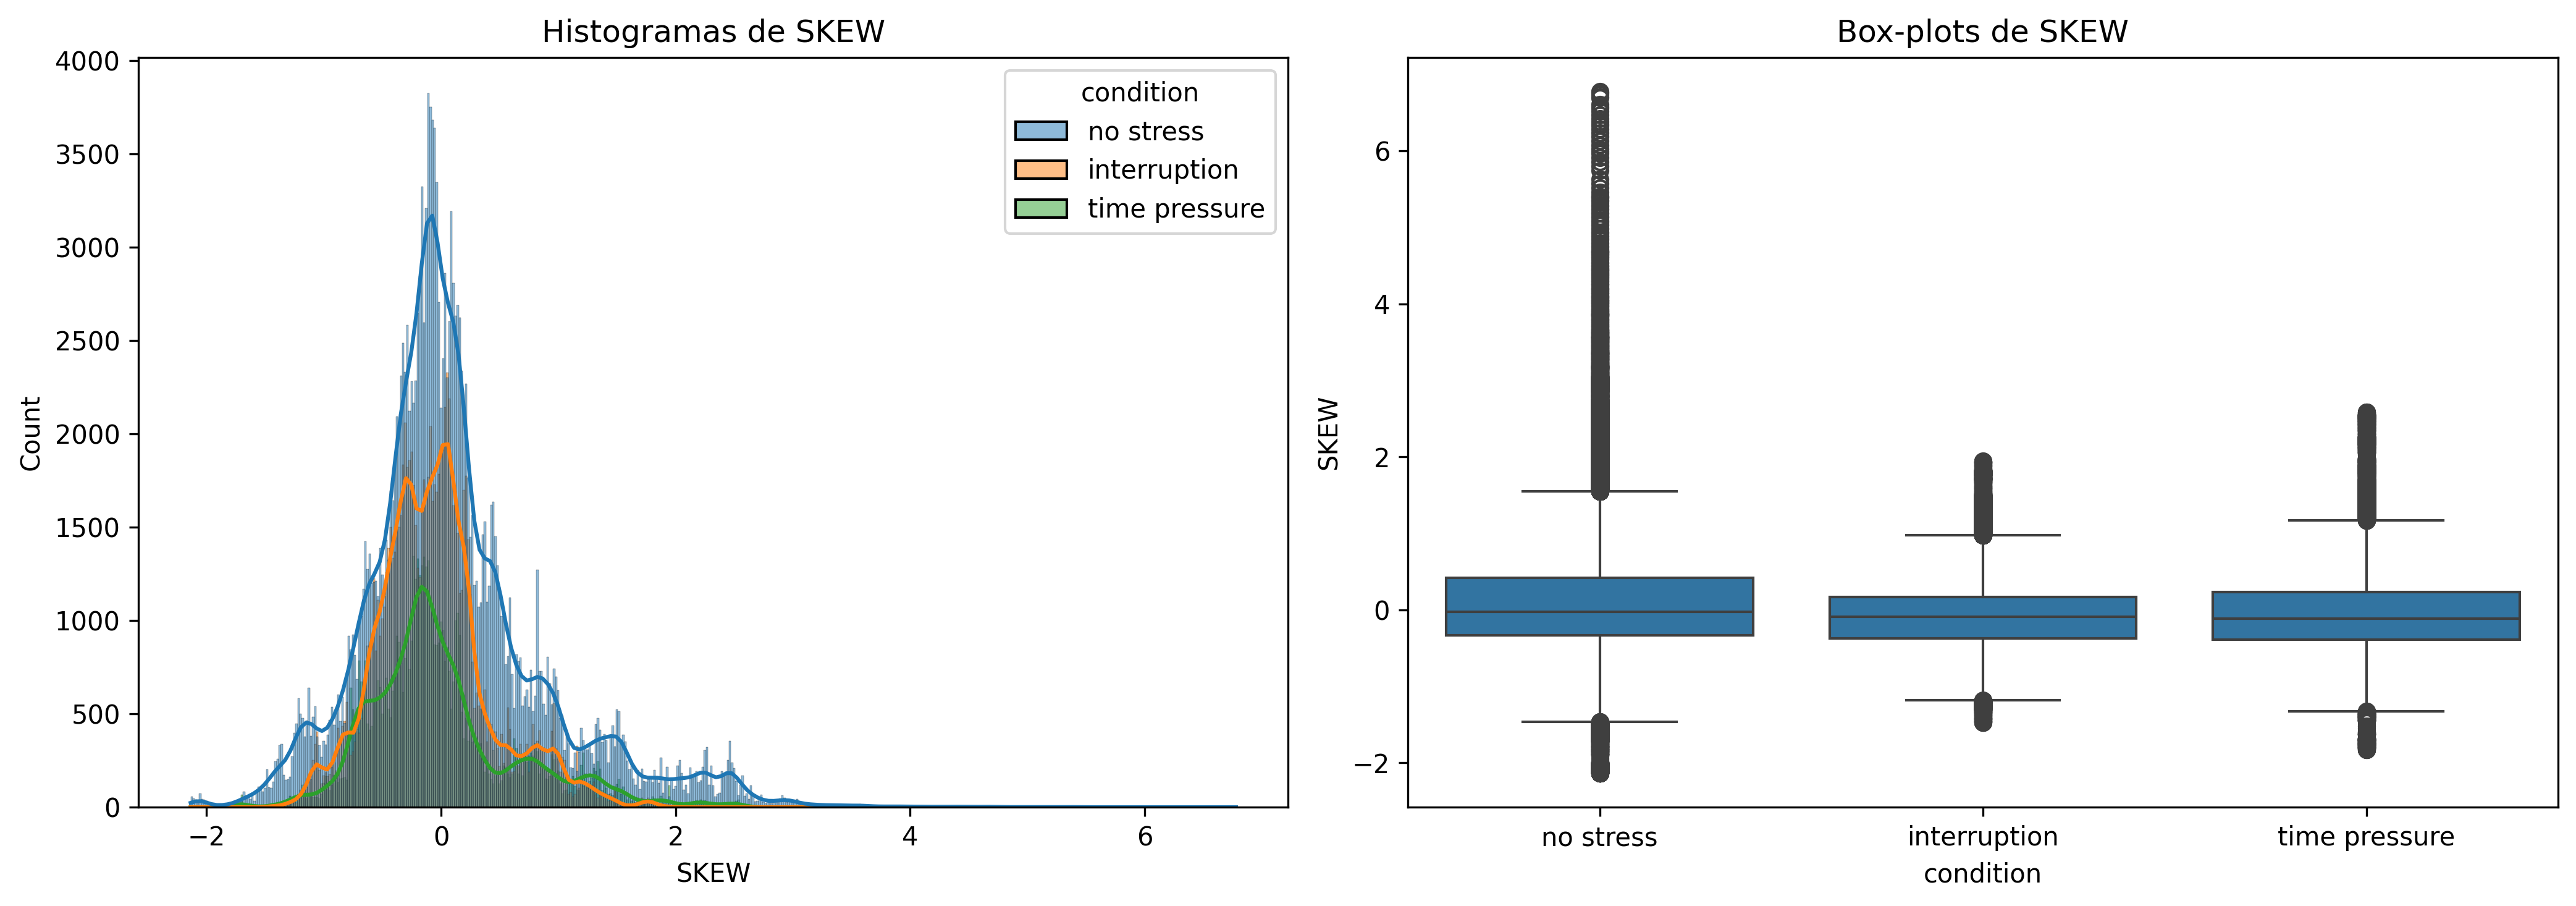 Histogramas de SKEW
4000
3500
3000
2500
2000
1500
1000
500
0
Count
−2
0
2
4
6
SKEW
condition
no stress
interruption
time pressure
Box-plots de SKEW
6
4
2
0
−2
SKEW
no stress
interruption
time pressure
condition